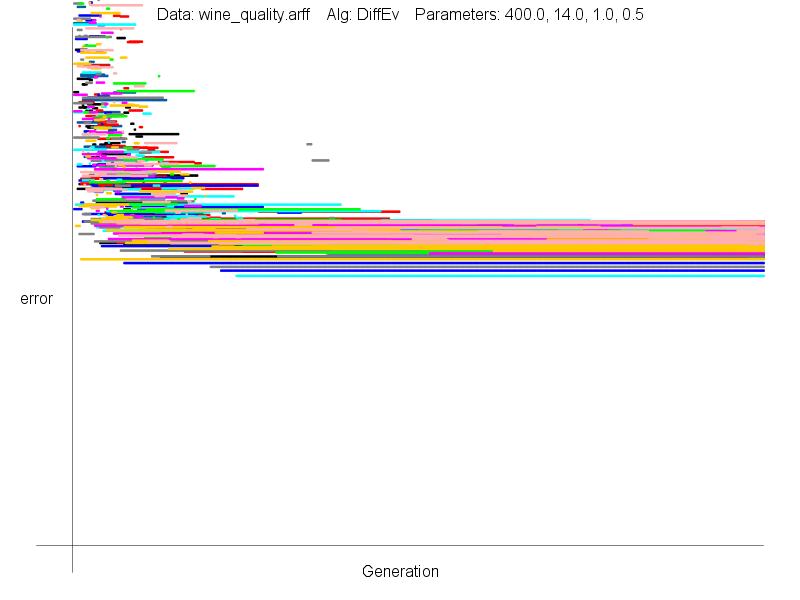 Data: wine_quality.arff Alg: DiffEv Parameters: 400.0, 14.0, 1.0, 0.5
error
Generation